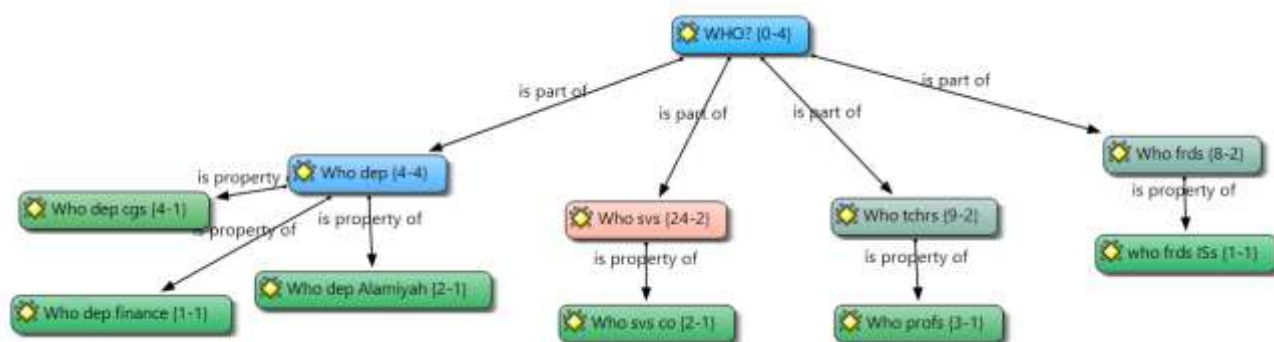 WHO? {0-4}
is part of
is part of
is part of
is part of
Who dep {4-4}
Who frds {8-2}
is property
is property of
is property of
is property of
Who dep cgs {4-1}
Who svs {24-2}
Who tchrs {9-2}
is property of
is property of
is property of
who frds ISs {1-1}
Who dep Alamiyah {2-1}
Who dep finance {1-1}
Who svs co {2-1}
Who profs {3-1}